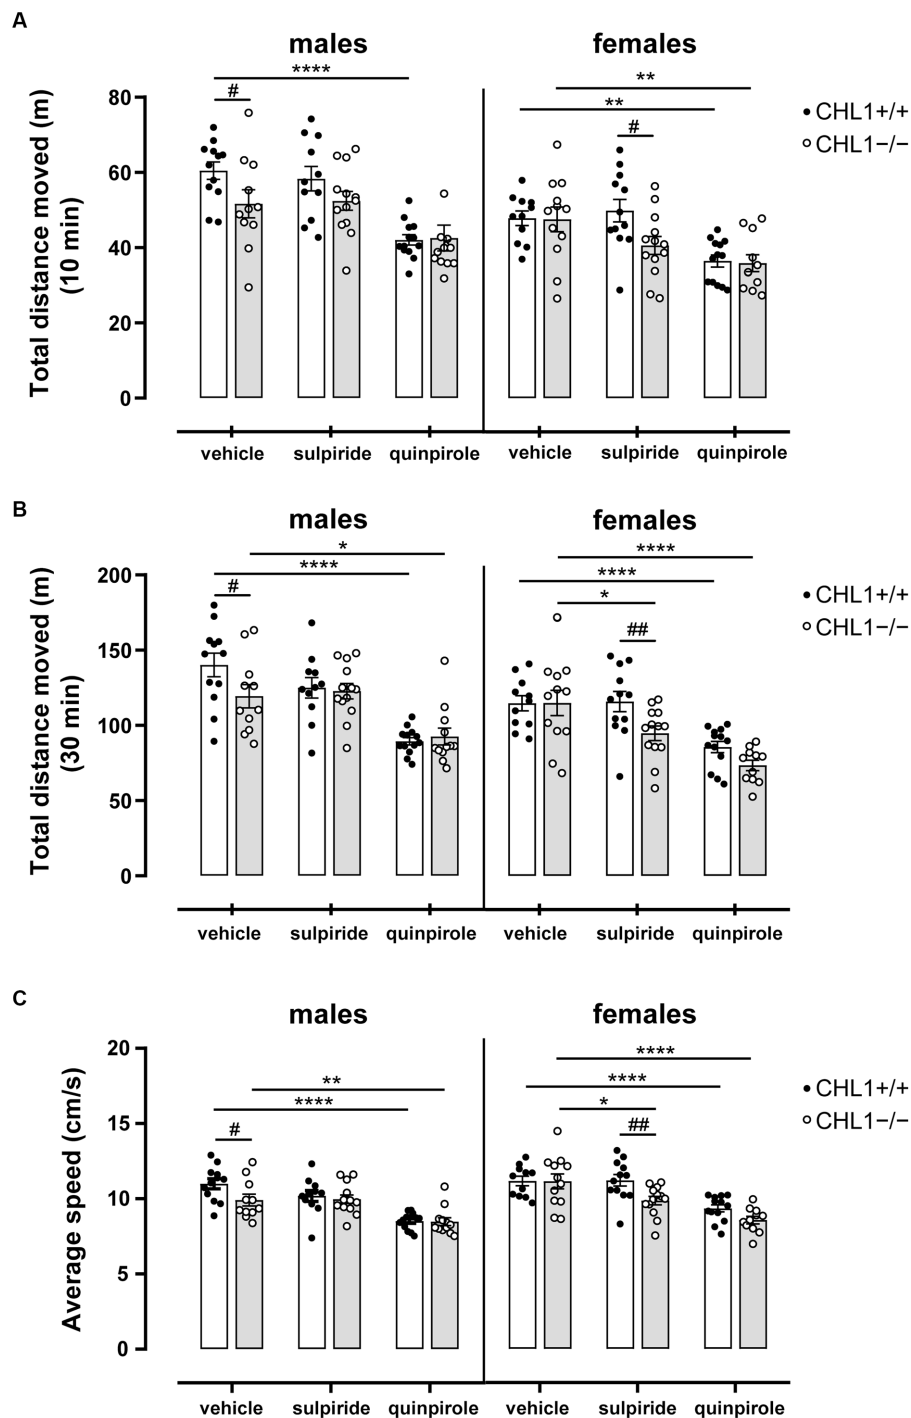 A
males
females
****
**
#
**
#
Total distance moved (m)
(10 min)
80
60
40
20
0
CHL1+/+
CHL1−/−
vehicle
sulpiride
quinpirole
vehicle
sulpiride
quinpirole
B
males
females
*
****
****
****
#
*
##
Total distance moved (m)
(30 min)
200
150
100
50
0
CHL1+/+
CHL1−/−
vehicle
sulpiride
quinpirole
vehicle
sulpiride
quinpirole
C
males
females
****
**
****
****
*
#
##
Average speed (cm/s)
20
15
10
5
0
CHL1+/+
CHL1−/−
vehicle
sulpiride
quinpirole
vehicle
sulpiride
quinpirole